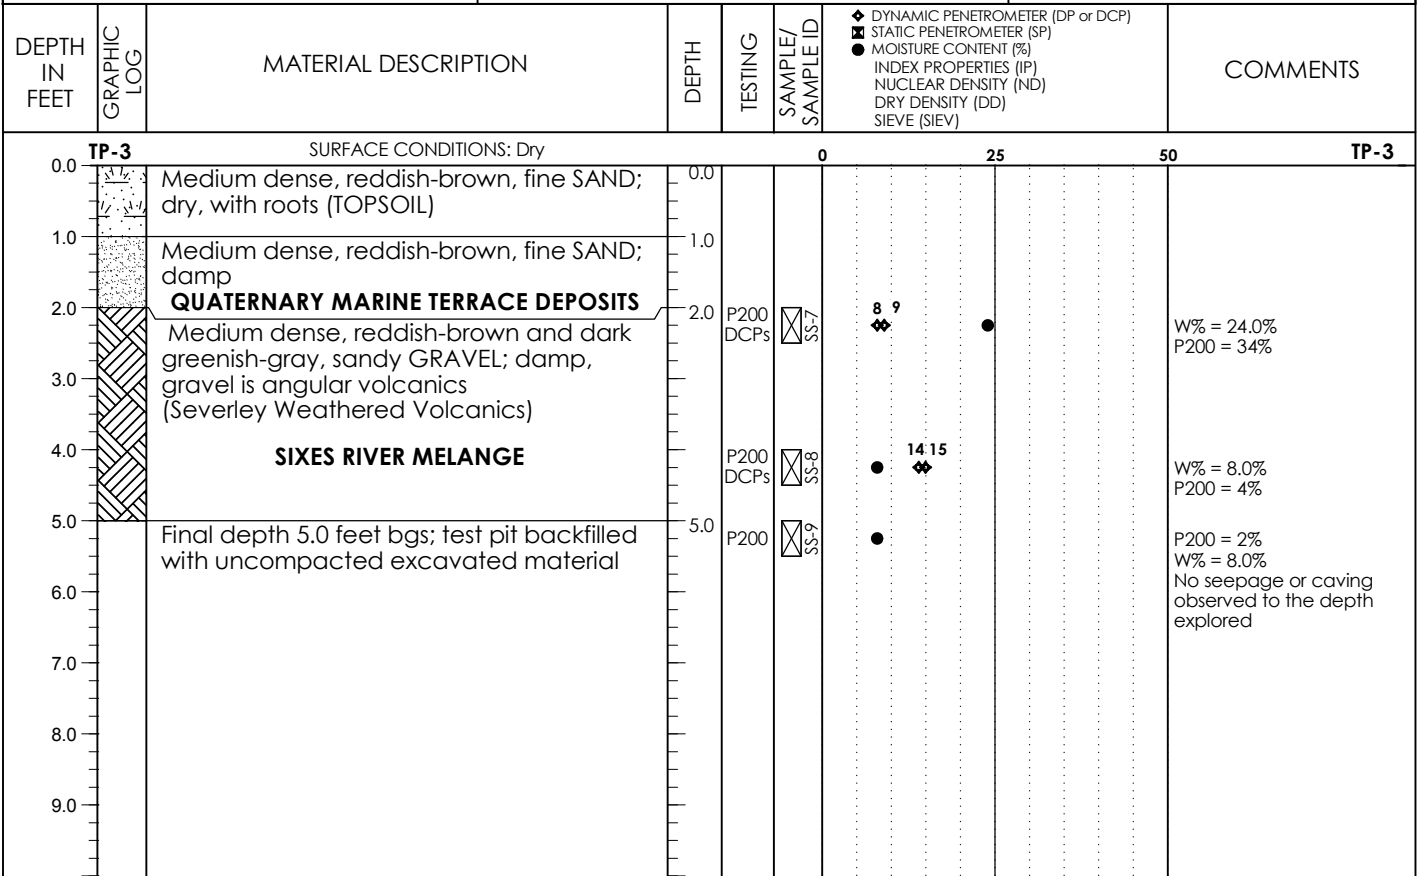 DEPTH
IN
FEET
GRAPHIC
LOG
MATERIAL DESCRIPTION
DEPTH
TESTING
SAMPLE/
SAMPLE ID
DYNAMIC PENETROMETER (DP or DCP)
STATIC PENETROMETER (SP)
MOISTURE CONTENT (%)
INDEX PROPERTIES (IP)
NUCLEAR DENSITY (ND)
DRY DENSITY (DD)
SIEVE (SIEV)
COMMENTS
TP-3 SURFACE CONDITIONS: Dry 0 25 50 TP-3
0.0 0.0
Medium dense, reddish-brown, fine SAND;
dry, with roots (TOPSOIL)
1.0 1.0
Medium dense, reddish-brown, fine SAND;
damp
QUATERNARY MARINE TERRACE DEPOSITS
2.0 2.0
P200
DCPs
SS-7
8 9
W% = 24.0%
P200 = 34%
Medium dense, reddish-brown and dark
greenish-gray, sandy GRAVEL; damp,
gravel is angular volcanics
(Severley Weathered Volcanics)
3.0
SIXES RIVER MELANGE
4.0
P200
DCPs
SS-8
14 15
W% = 8.0%
P200 = 4%
5.0 5.0
Final depth 5.0 feet bgs; test pit backfilled
with uncompacted excavated material
P200
SS-9
P200 = 2%
W% = 8.0%
No seepage or caving
observed to the depth
explored
6.0
7.0
8.0
9.0